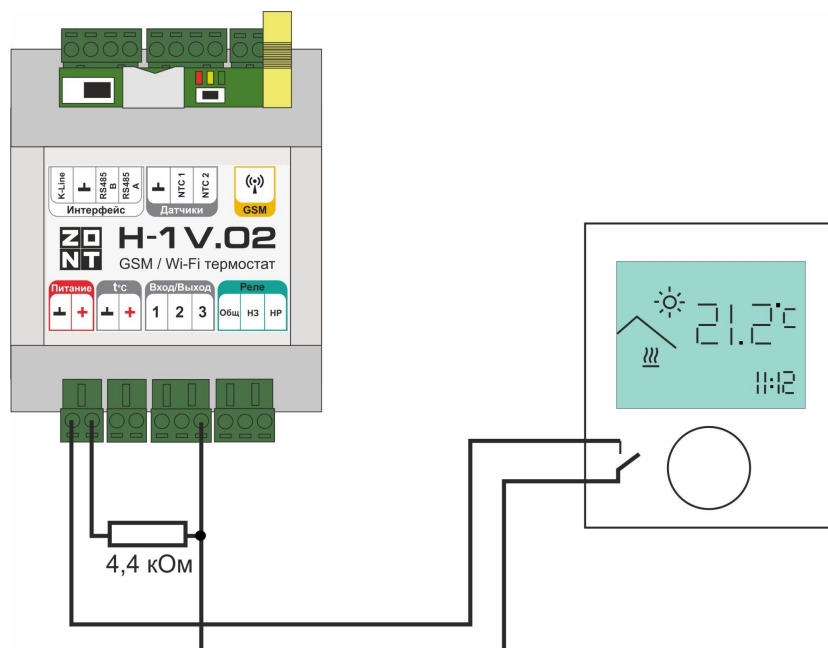 K-Line ⊥ RS485 B RS485 A ⊥ NTC 1 NTC 2
Интерфейс Датчики GSM
ZONT H-1V.02
GSM / Wi-Fi термостат
Питание t°C Вход/Выход Реле
⊥ + ⊥ + 1 2 3 Общ НЗ НР
21.2°C
11:12
4,4 кОм